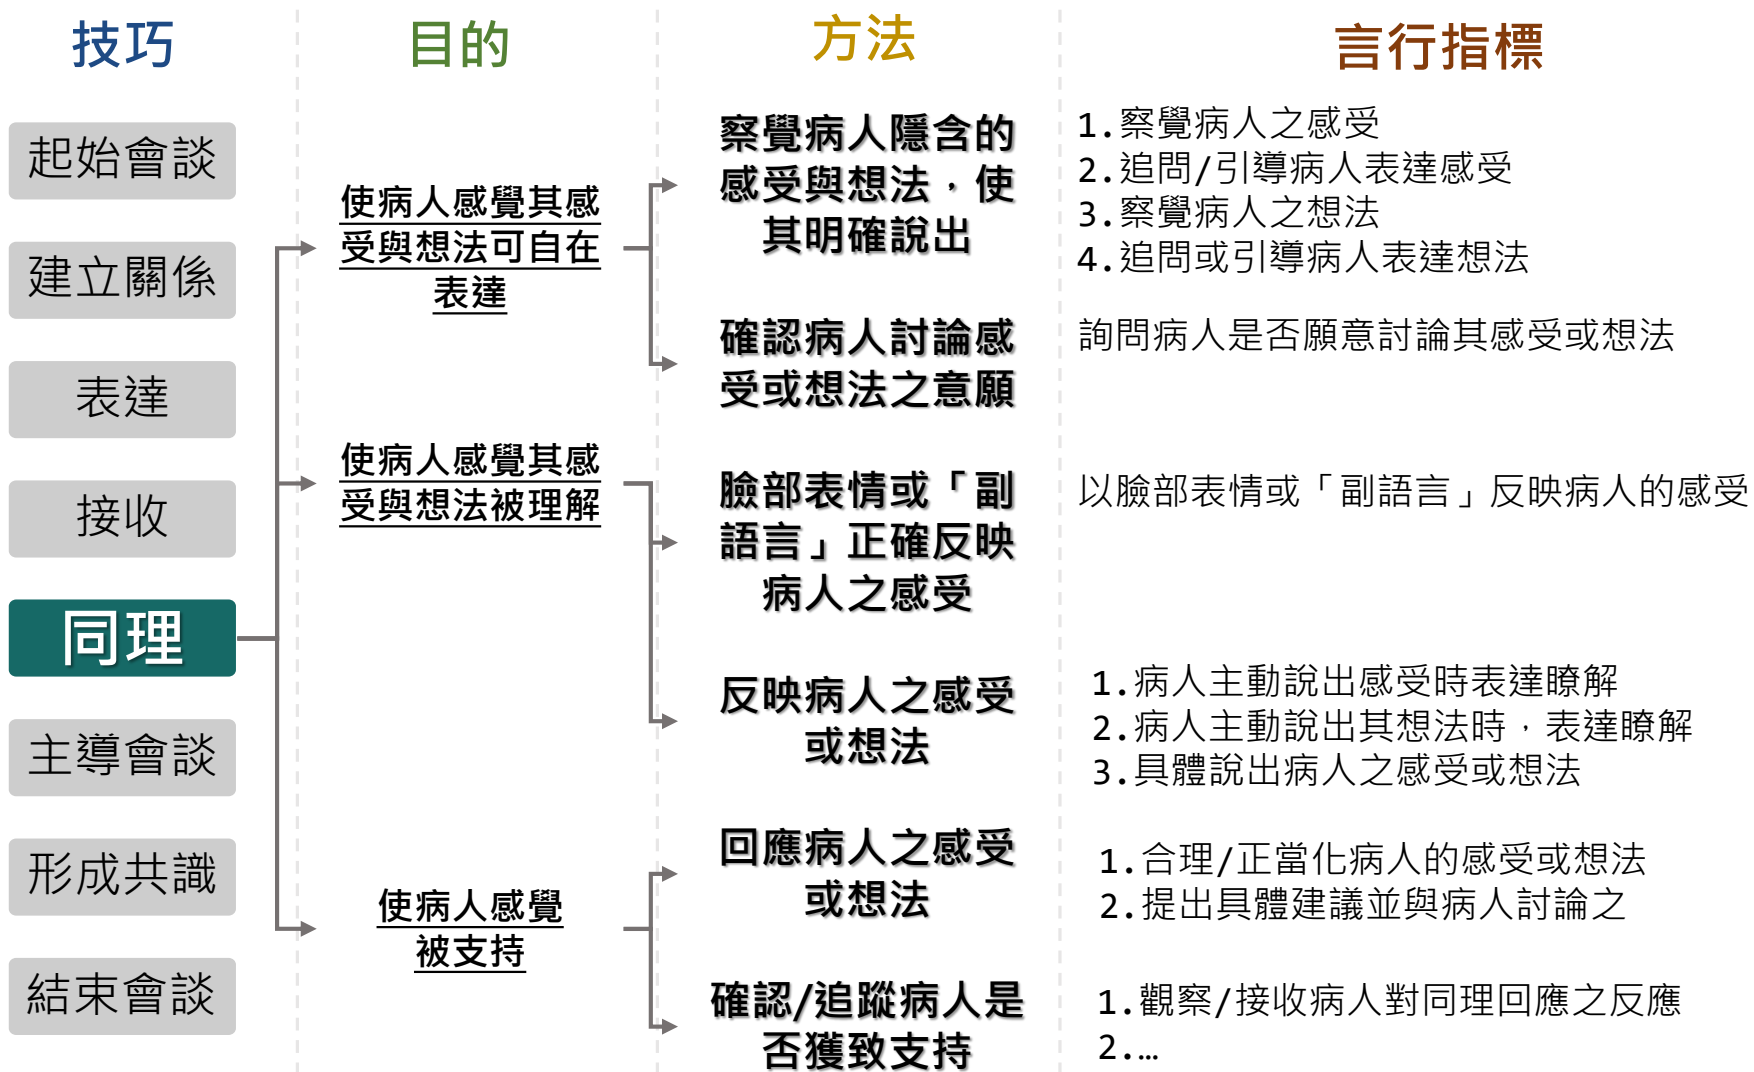 技巧
目的
方法
言行指標
起始會談
建立關係
表達
接收
同理
主導會談
形成共識
結束會談
使病人感覺其感
受與想法可自在
表達
使病人感覺其感
受與想法被理解
使病人感覺
被支持
察覺病人隱含的
感受與想法，使
其明確說出
確認病人討論感
受或想法之意願
臉部表情或「副
語言」正確反映
病人之感受
反映病人之感受
或想法
回應病人之感受
或想法
確認/追蹤病人是
否獲致支持
1.察覺病人之感受
2.追問/引導病人表達感受
3.察覺病人之想法
4.追問或引導病人表達想法
詢問病人是否願意討論其感受或想法
以臉部表情或「副語言」反映病人的感受
1.病人主動說出感受時表達瞭解
2.病人主動說出其想法時，表達瞭解
3.具體說出病人之感受或想法
1.合理/正當化病人的感受或想法
2.提出具體建議並與病人討論之
1.觀察/接收病人對同理回應之反應
2.…